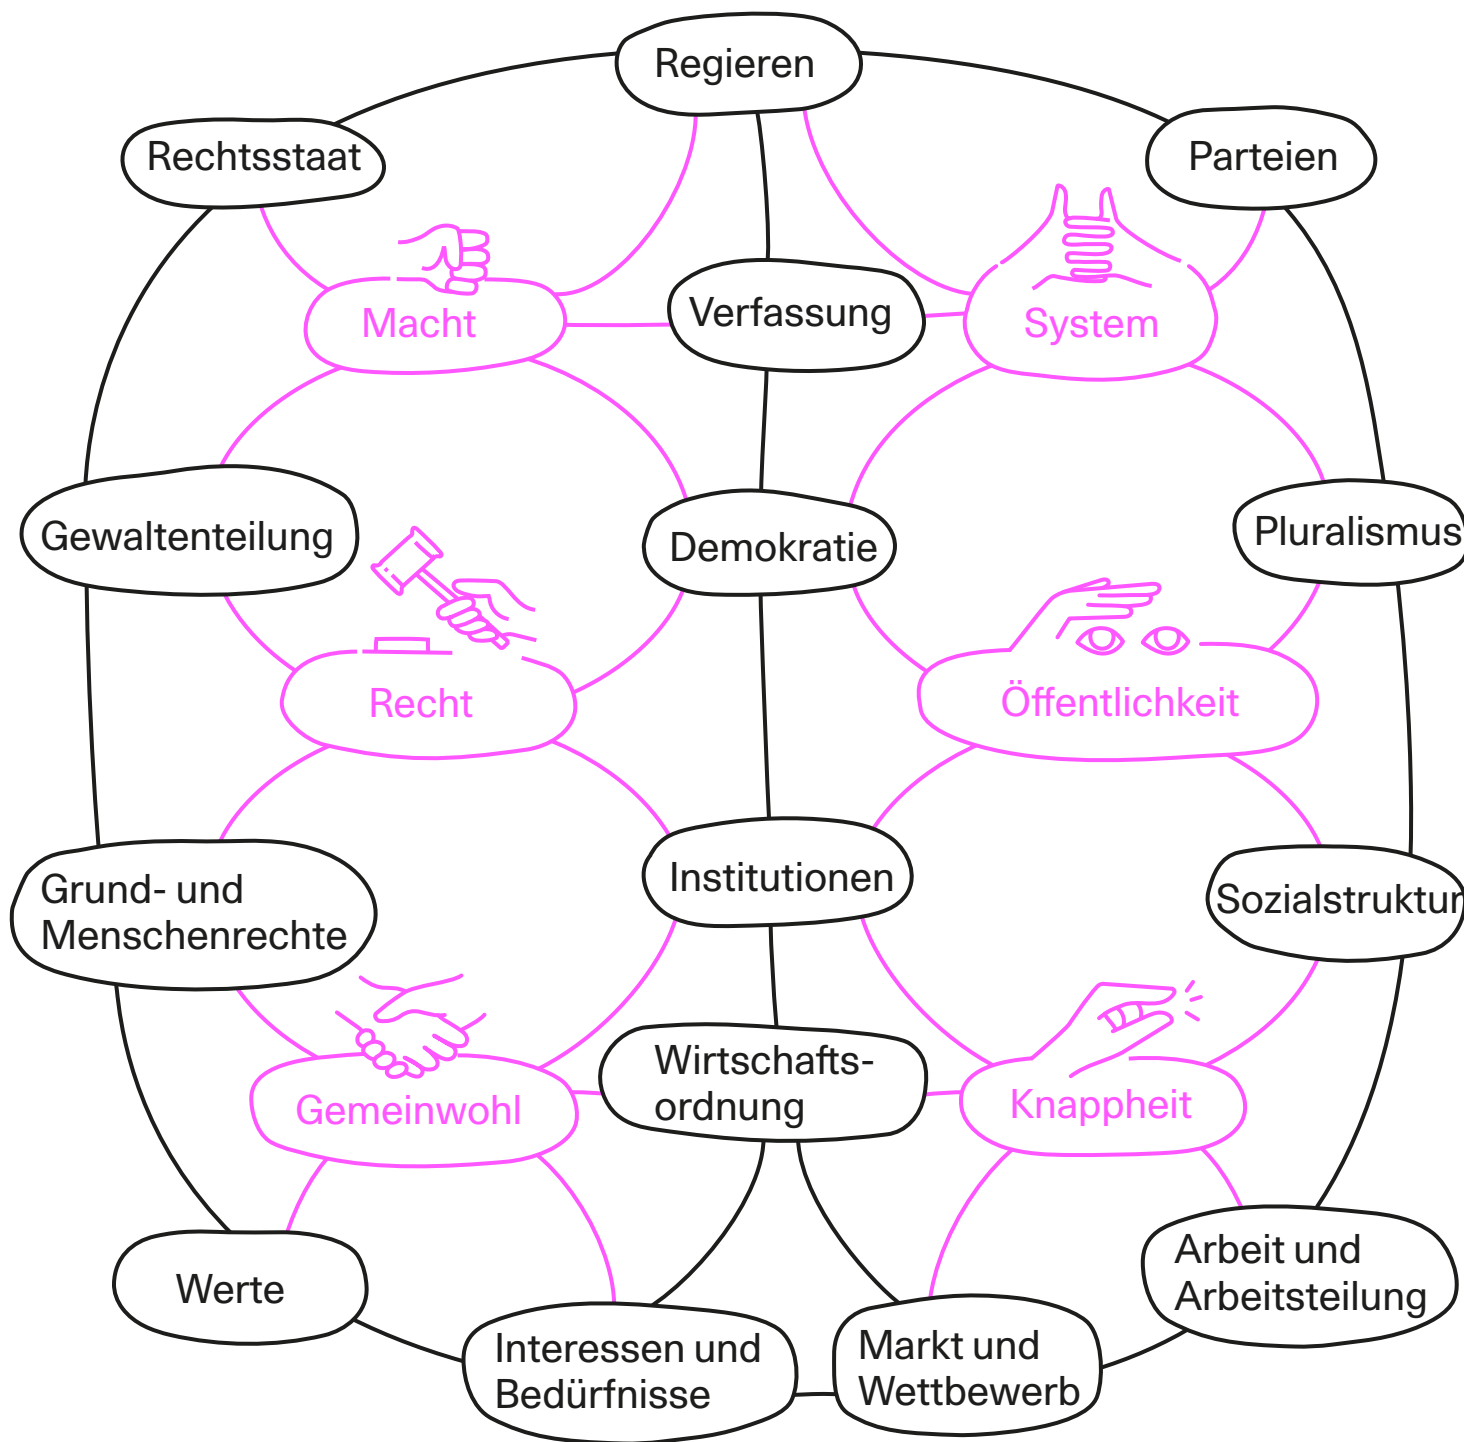 Regieren
Rechtsstaat
Parteien
Macht
Verfassung
System
Gewaltenteilung
Demokratie
Pluralismus
Recht
Öffentlichkeit
Grund- und
Menschenrechte
Institutionen
Sozialstruktur
Gemeinwohl
Wirtschafts-
ordnung
Knappheit
Werte
Arbeit und
Arbeitsteilung
Interessen und
Bedürfnisse
Markt und
Wettbewerb